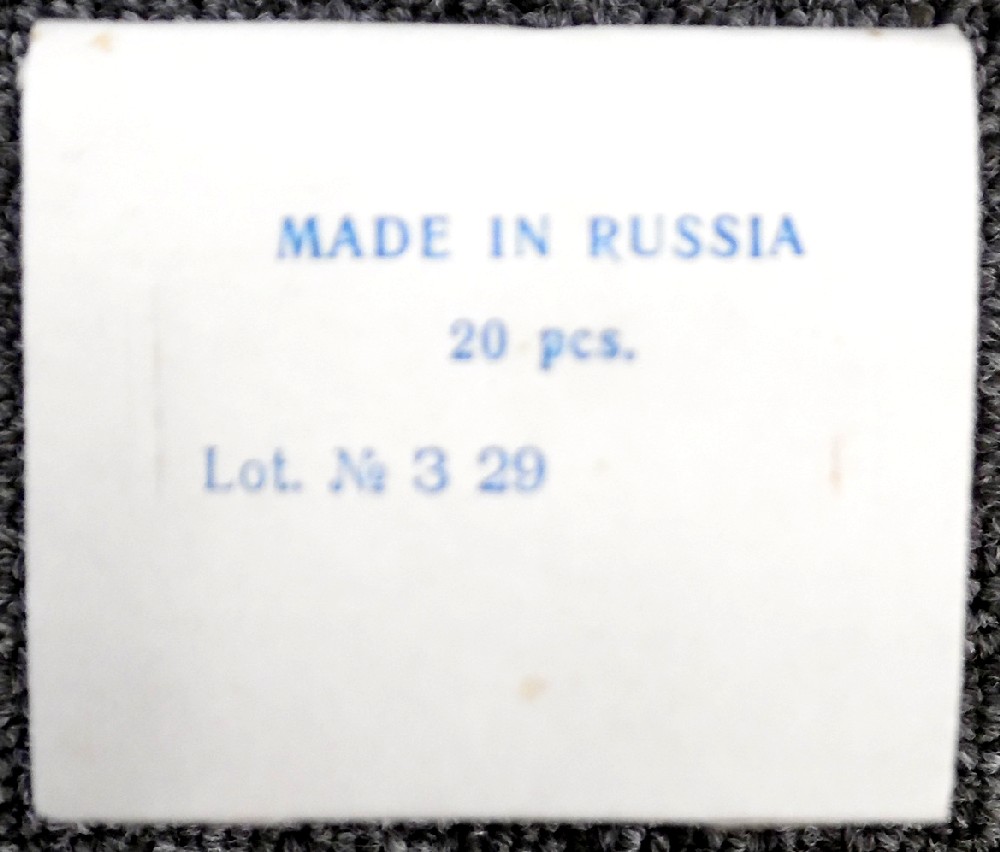 MADE IN RUSSIA
20 pcs.
Lot. № 3 29